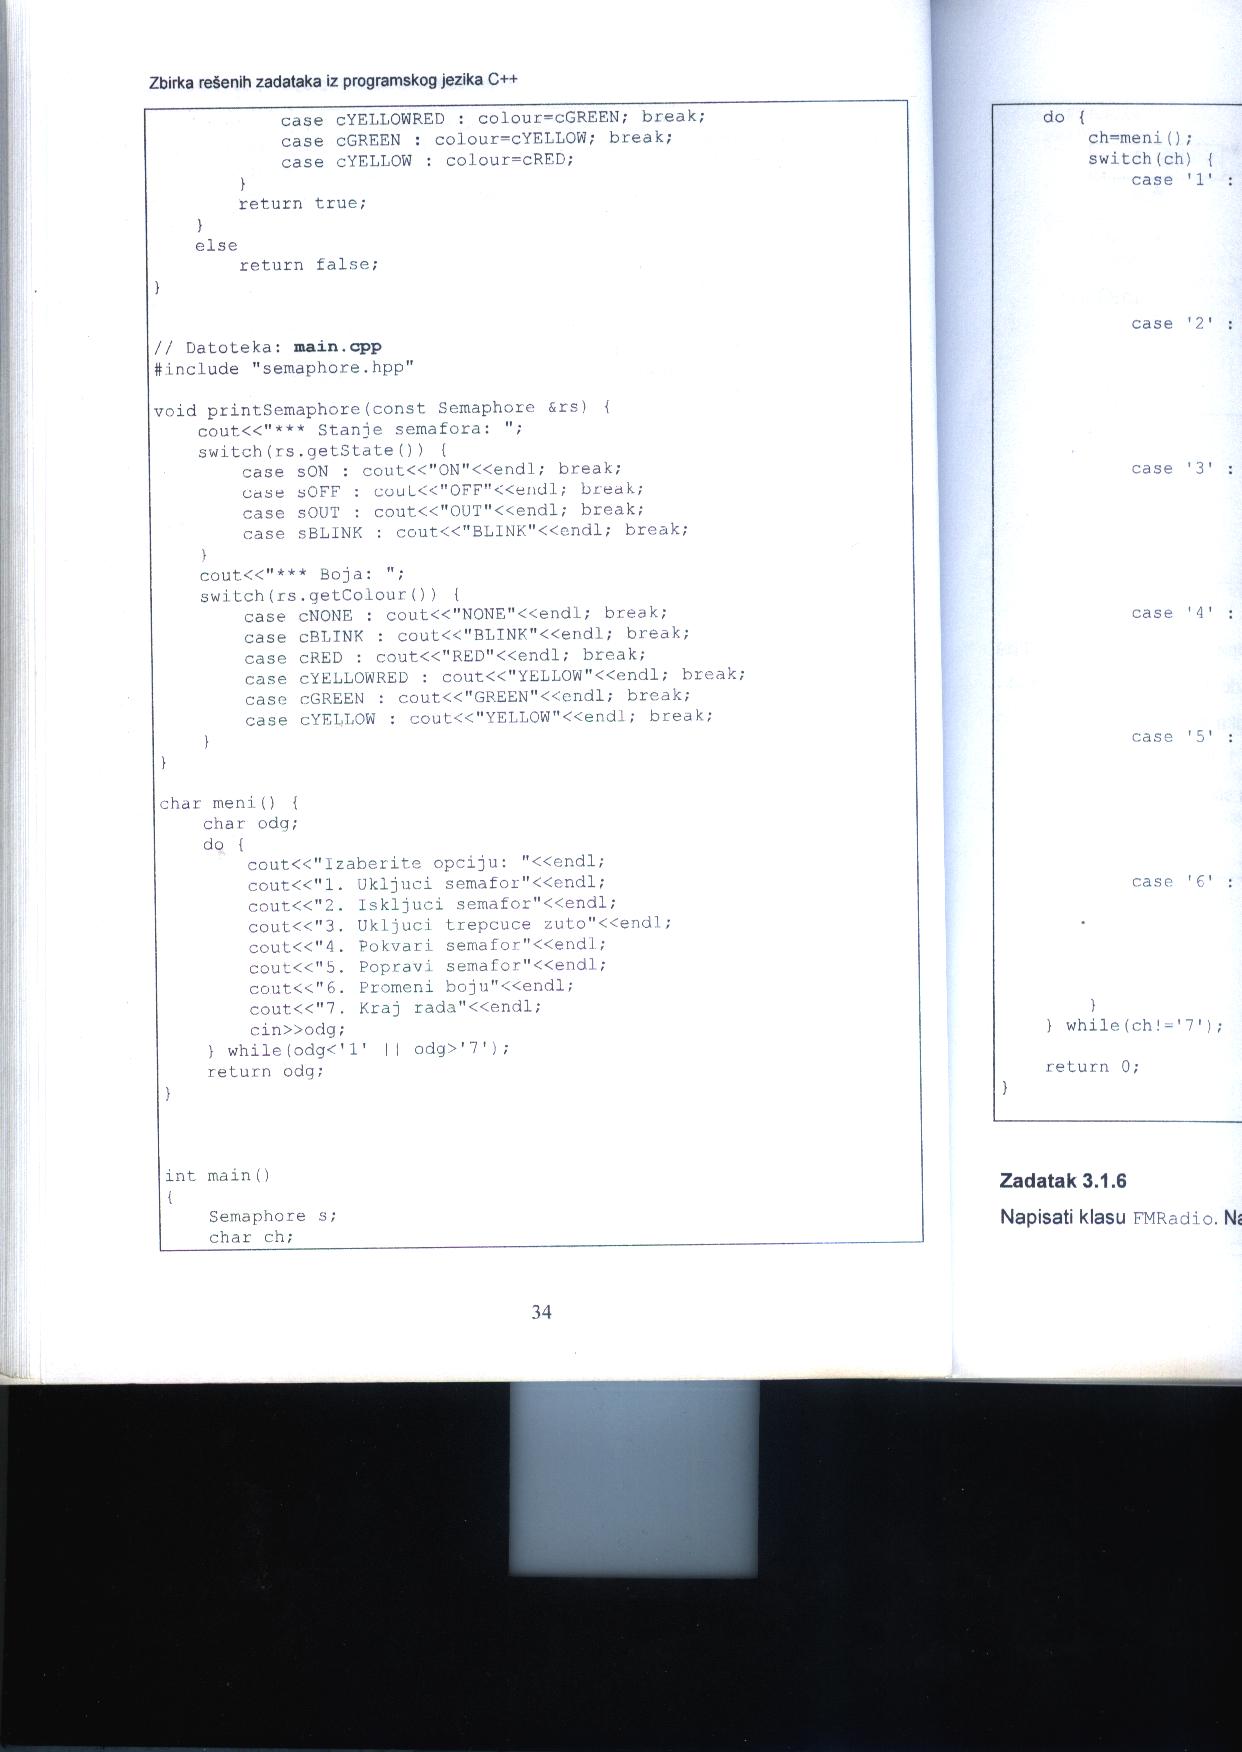 Zbirka rešenih zadataka iz programskog jezika C++
case cYELLOWRED : colour=cGREEN; break;
case cGREEN : colour=cYELLOW; break;
case cYELLOW : colour=cRED;
}
return true;
}
else
return false;
}
// Datoteka: main.cpp
#include "semaphore.hpp"
void printSemaphore(const Semaphore &rs) {
cout<<"*** Stanje semafora: ";
switch(rs.getState()) {
case sON : cout<<"ON"<<endl; break;
case sOFF : cout<<"OFF"<<endl; break;
case sOUT : cout<<"OUT"<<endl; break;
case sBLINK : cout<<"BLINK"<<endl; break;
}
cout<<"*** Boja: ";
switch(rs.getColour()) {
case cNONE : cout<<"NONE"<<endl; break;
case cBLINK : cout<<"BLINK"<<endl; break;
case cRED : cout<<"RED"<<endl; break;
case cYELLOWRED : cout<<"YELLOW"<<endl; break;
case cGREEN : cout<<"GREEN"<<endl; break;
case cYELLOW : cout<<"YELLOW"<<endl; break;
}
}
char meni() {
char odg;
do {
cout<<"Izaberite opciju: "<<endl;
cout<<"1. Ukljuci semafor"<<endl;
cout<<"2. Iskljuci semafor"<<endl;
cout<<"3. Ukljuci trepcuce zuto"<<endl;
cout<<"4. Pokvari semafor"<<endl;
cout<<"5. Popravi semafor"<<endl;
cout<<"6. Promeni boju"<<endl;
cout<<"7. Kraj rada"<<endl;
cin>>odg;
} while(odg<'1' || odg>'7');
return odg;
}
int main()
{
Semaphore s;
char ch;
34
do {
ch=meni();
switch(ch) {
case '1' :
case '2' :
case '3' :
case '4' :
case '5' :
case '6' :
}
} while(ch!='7');
return 0;
}
Zadatak 3.1.6
Napisati klasu FMRadio.